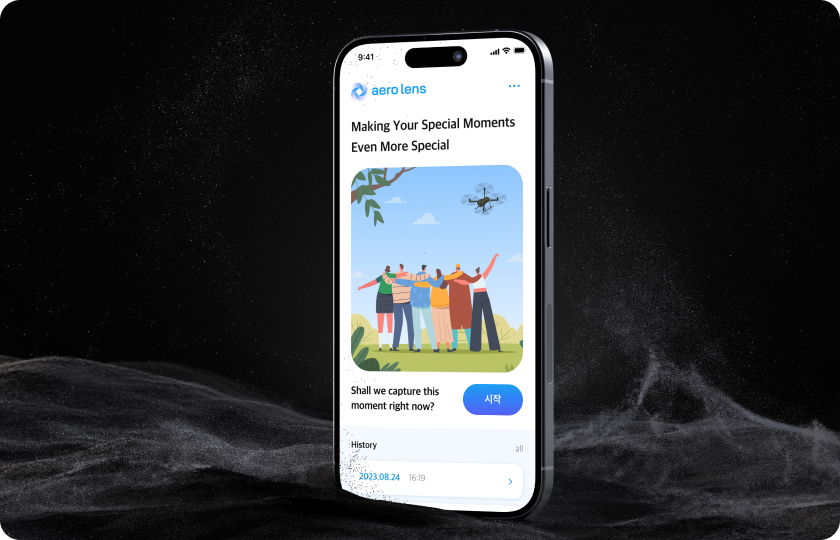 9:41
aero lens
Making Your Special Moments
Even More Special
Shall we capture this
moment right now?
시작
History
all
2023.08.24 16:19